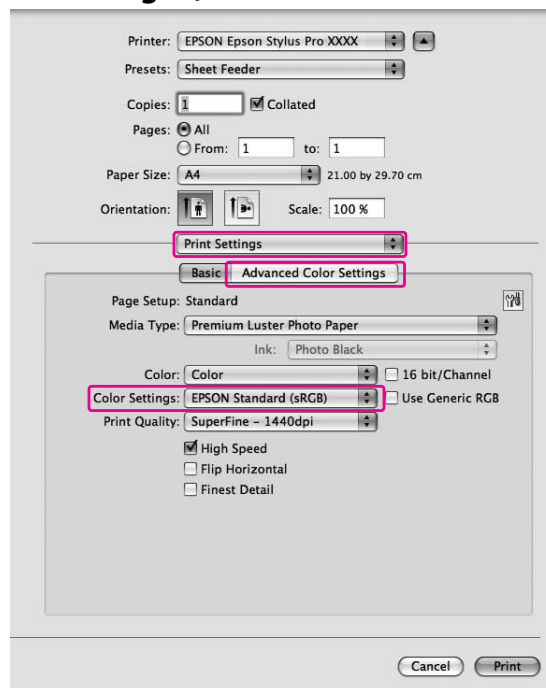 Printer: EPSON Epson Stylus Pro XXXX
Presets: Sheet Feeder
Copies: 1 Collated
Pages: All
From: 1 to: 1
Paper Size: A4 21.00 by 29.70 cm
Orientation: Scale: 100 %
Print Settings
Basic Advanced Color Settings
Page Setup: Standard
Media Type: Premium Luster Photo Paper
Ink: Photo Black
Color: Color 16 bit/Channel
Color Settings: EPSON Standard (sRGB) Use Generic RGB
Print Quality: SuperFine – 1440dpi
High Speed
Flip Horizontal
Finest Detail
Cancel Print